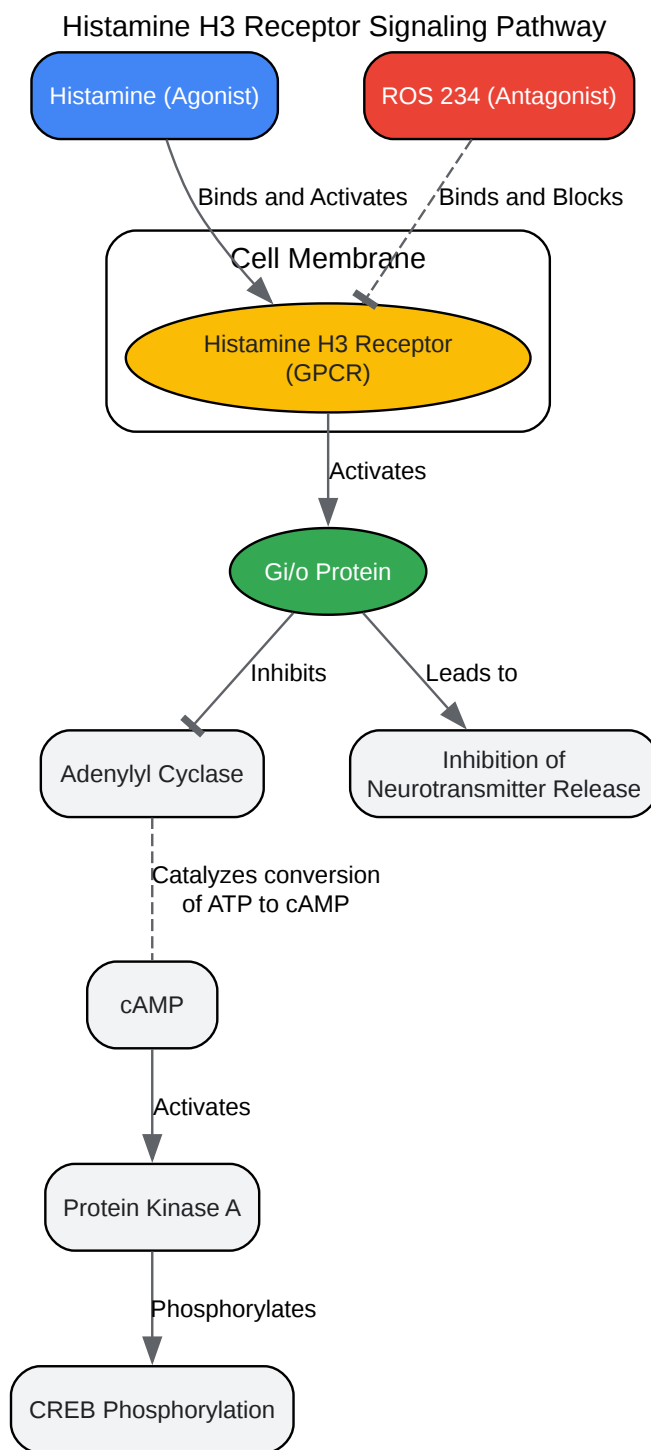 Histamine H3 Receptor Signaling Pathway
Histamine (Agonist)
ROS 234 (Antagonist)
Binds and Activates
Binds and Blocks
Cell Membrane
Histamine H3 Receptor
(GPCR)
Activates
Gi/o Protein
Inhibits
Leads to
Adenylyl Cyclase
Inhibition of
Neurotransmitter Release
Catalyzes conversion
of ATP to cAMP
cAMP
Activates
Protein Kinase A
Phosphorylates
CREB Phosphorylation